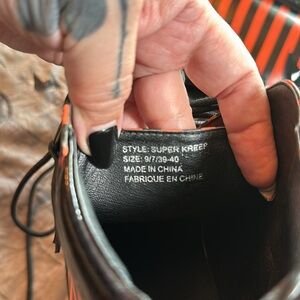 STYLE: SUPER KREEP
SIZE: 9/7/39-40
MADE IN CHINA
FABRIQUE EN CHINE